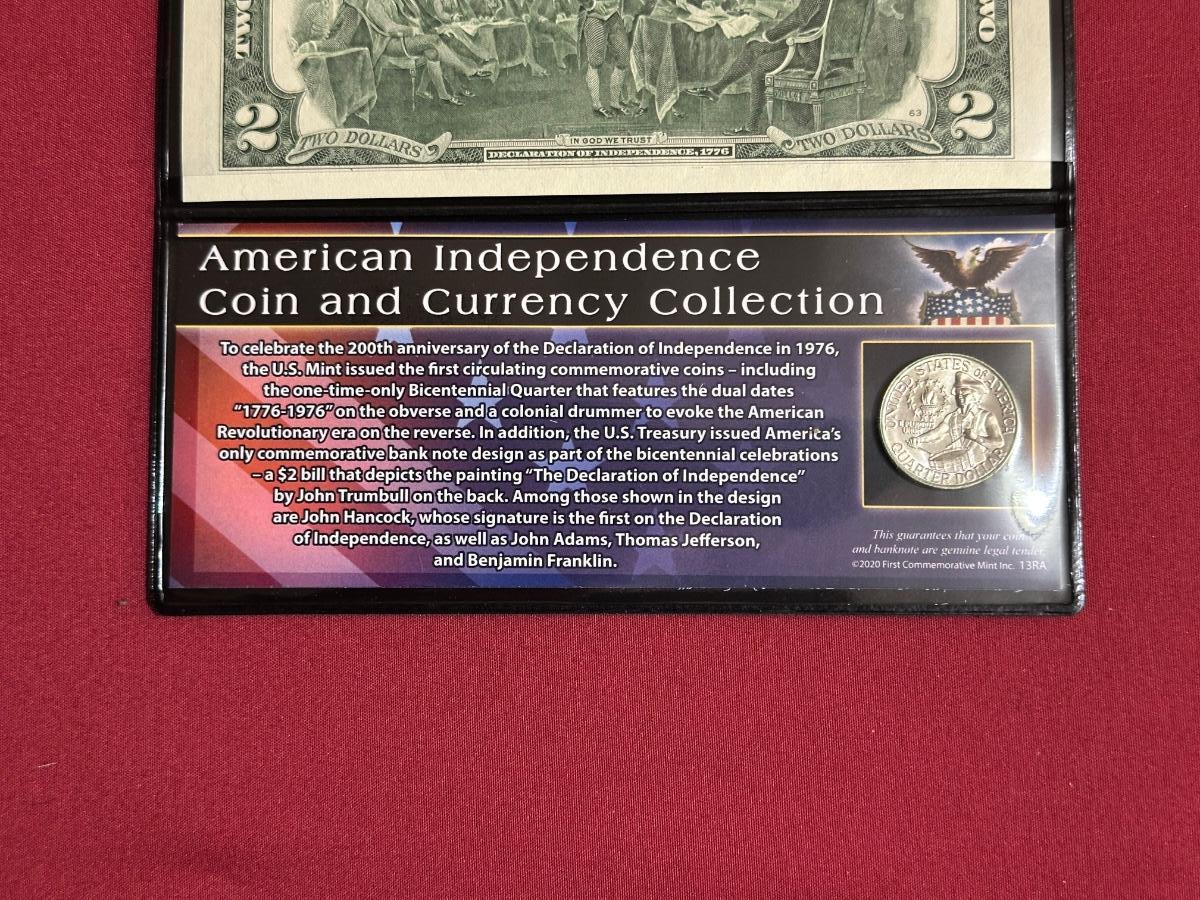 TWO
TWO
2
2
63
TWO DOLLARS
IN GOD WE TRUST
TWO DOLLARS
DECLARATION OF INDEPENDENCE, 1776
American Independence
Coin and Currency Collection
To celebrate the 200th anniversary of the Declaration of Independence in 1976,
the U.S. Mint issued the first circulating commemorative coins – including
the one-time-only Bicentennial Quarter that features the dual dates
“1776-1976” on the obverse and a colonial drummer to evoke the American
Revolutionary era on the reverse. In addition, the U.S. Treasury issued America’s
only commemorative bank note design as part of the bicentennial celebrations
– a $2 bill that depicts the painting “The Declaration of Independence”
by John Trumbull on the back. Among those shown in the design
are John Hancock, whose signature is the first on the Declaration
of Independence, as well as John Adams, Thomas Jefferson,
and Benjamin Franklin.
UNITED STATES OF AMERICA
QUARTER DOLLAR
This guarantees that your coin
and banknote are genuine legal tender.
©2020 First Commemorative Mint Inc. 13RA